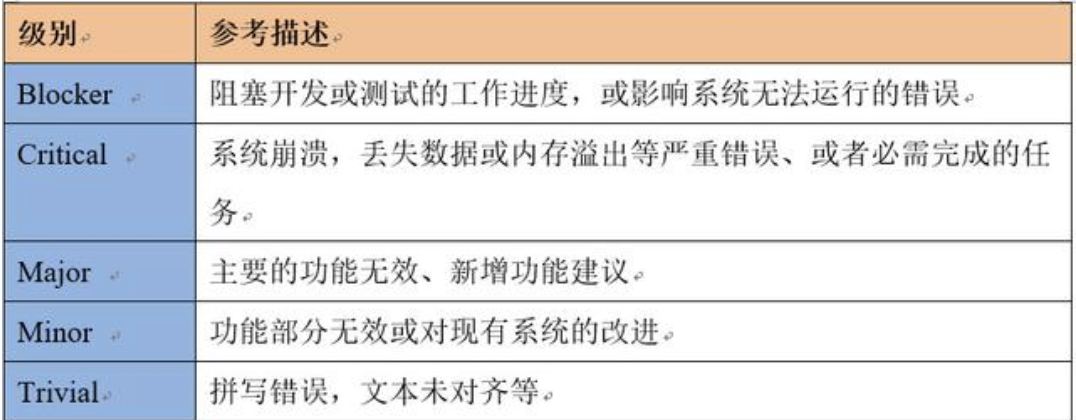 级别 参考描述
Blocker 阻塞开发或测试的工作进度，或影响系统无法运行的错误
Critical 系统崩溃，丢失数据或内存溢出等严重错误、或者必需完成的任
务
Major 主要的功能无效、新增功能建议
Minor 功能部分无效或对现有系统的改进
Trivial 拼写错误，文本未对齐等